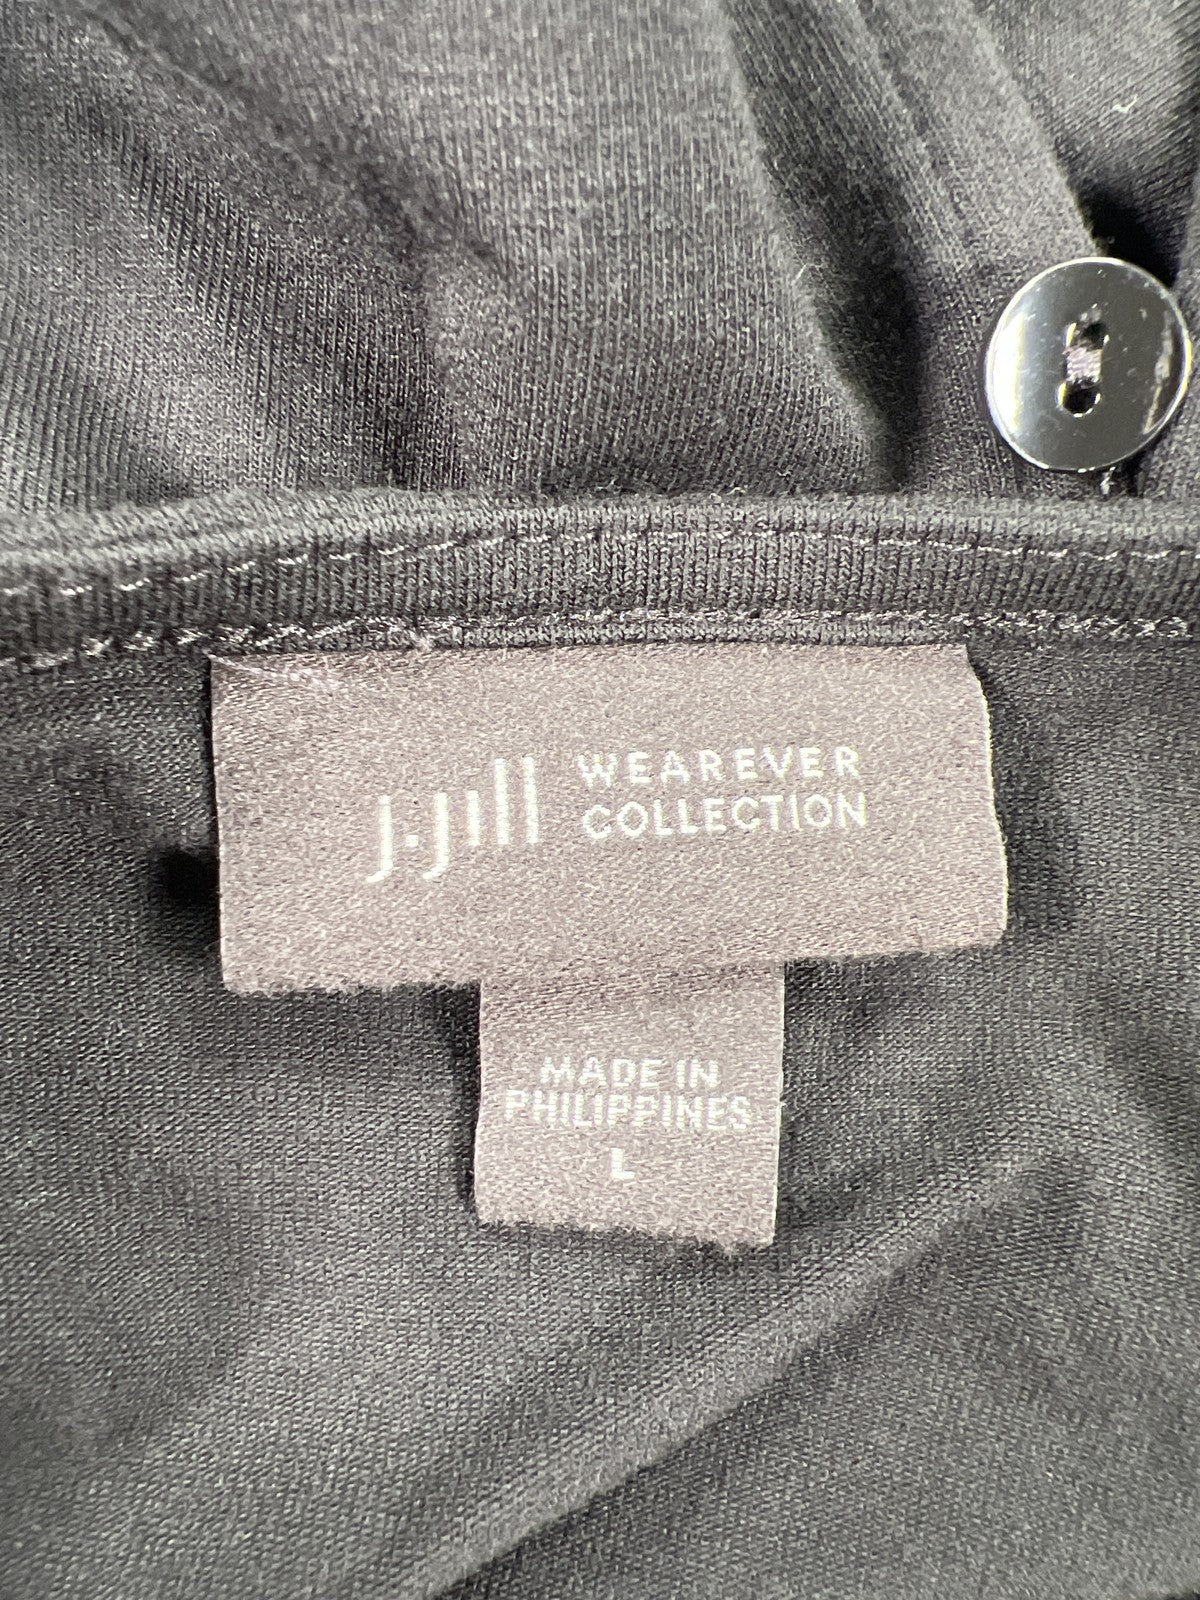 J.Jill WEAREVER
COLLECTION
MADE IN
PHILIPPINES
L